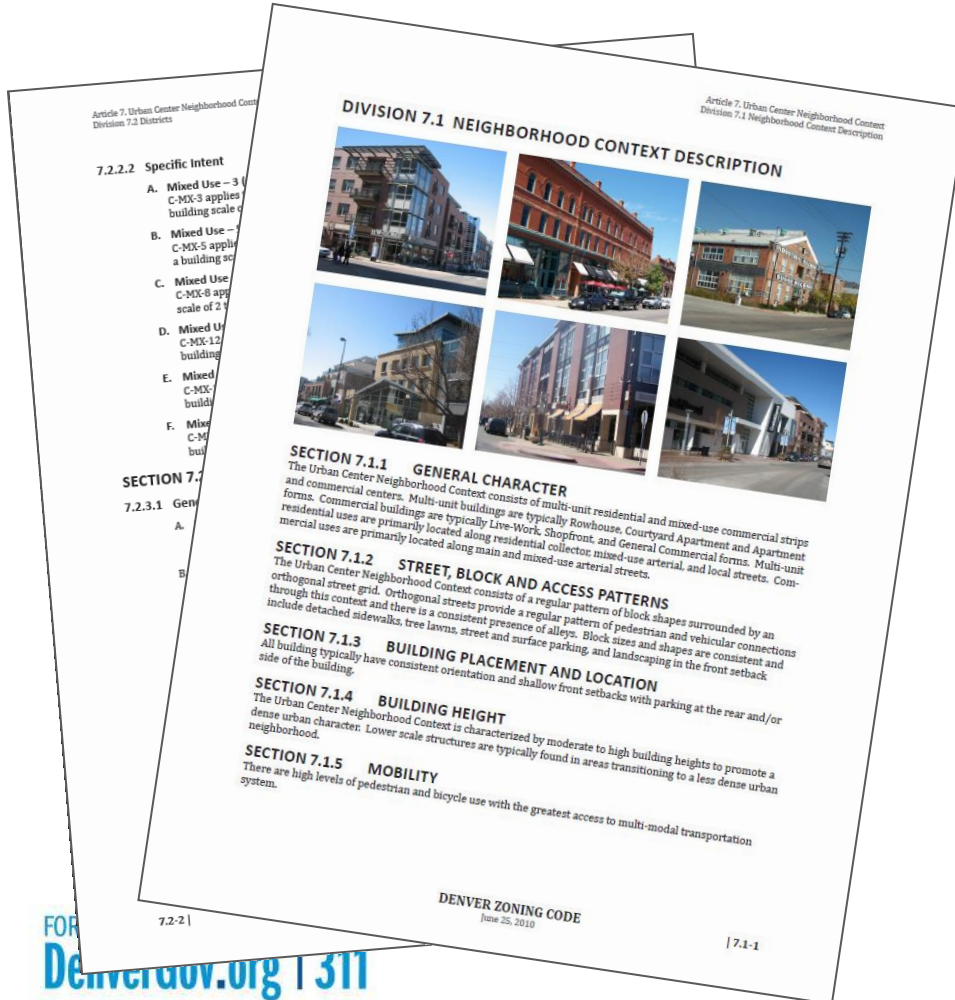 Article 7. Urban Center Neighborhood Context
Division 7.1 Neighborhood Context Description
DIVISION 7.1 NEIGHBORHOOD CONTEXT DESCRIPTION
SECTION 7.1.1 GENERAL CHARACTER
The Urban Center Neighborhood Context consists of multi-unit residential and mixed-use commercial strips
and commercial centers. Multi-unit buildings are typically Rowhouse, Courtyard Apartment and Apartment
forms. Commercial buildings are typically Live-Work, Shopfront, and General Commercial forms. Multi-unit
residential uses are primarily located along residential collector, mixed-use arterial, and local streets. Com-
mercial uses are primarily located along main and mixed-use arterial streets.
SECTION 7.1.2 STREET, BLOCK AND ACCESS PATTERNS
The Urban Center Neighborhood Context consists of a regular pattern of block shapes surrounded by an
orthogonal street grid. Orthogonal streets provide a regular pattern of pedestrian and vehicular connections
through this context and there is a consistent presence of alleys. Block sizes and shapes are consistent and
include detached sidewalks, tree lawns, street and surface parking, and landscaping in the front setback
SECTION 7.1.3 BUILDING PLACEMENT AND LOCATION
All building typically have consistent orientation and shallow front setbacks with parking at the rear and/or
side of the building.
SECTION 7.1.4 BUILDING HEIGHT
The Urban Center Neighborhood Context is characterized by moderate to high building heights to promote a
dense urban character. Lower scale structures are typically found in areas transitioning to a less dense urban
neighborhood.
SECTION 7.1.5 MOBILITY
There are high levels of pedestrian and bicycle use with the greatest access to multi-modal transportation
system.
DENVER ZONING CODE
June 25, 2010
| 7.1-1
Article 7. Urban Center Neighborhood Cont
Division 7.2 Districts
7.2.2.2 Specific Intent
A. Mixed Use – 3 (
C-MX-3 applies
building scale o
B. Mixed Use –
C-MX-5 applie
a building sc
C. Mixed Use
C-MX-8 app
scale of 2 t
D. Mixed Us
C-MX-12
building
E. Mixed
C-MX-
buildi
F. Mixe
C-M
bui
SECTION 7.2
7.2.3.1 Gene
A.
B.
7.2-2 |
FOR
DenverGov.org | 311